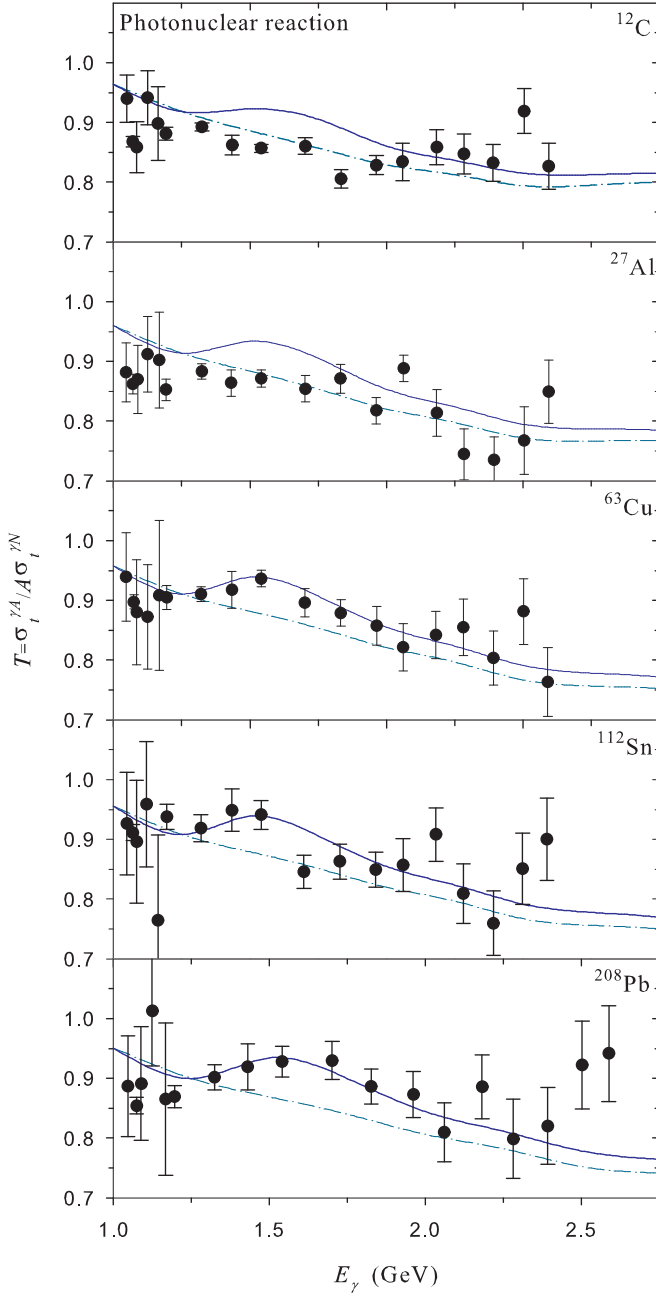 Photonuclear reaction
¹²C
1.0
0.9
0.8
0.7
²⁷Al
1.0
0.9
0.8
0.7
⁶³Cu
1.0
0.9
0.8
0.7
¹¹²Sn
1.0
0.9
0.8
0.7
²⁰⁸Pb
1.0
0.9
0.8
0.7
T=σ_t^{γA}/Aσ_t^{γN}
1.0 1.5 2.0 2.5
E_γ (GeV)